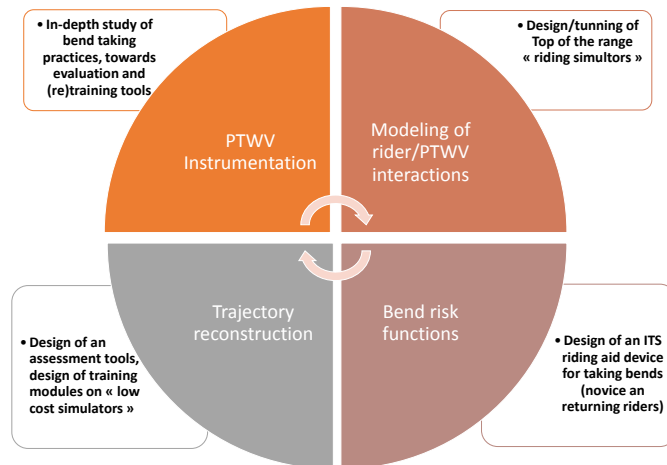 • In-depth study of
bend taking
practices, towards
evaluation and
(re)training tools
• Design/tunning of
Top of the range
« riding simultors »
PTWV
Instrumentation
Modeling of
rider/PTWV
interactions
Trajectory
reconstruction
Bend risk
functions
• Design of an
assessment tools,
design of training
modules on « low
cost simulators »
• Design of an ITS
riding aid device
for taking bends
(novice an
returning riders)